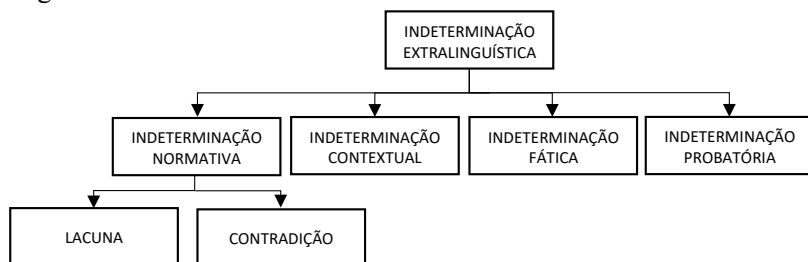 INDETERMINAÇÃO
EXTRALINGUÍSTICA
INDETERMINAÇÃO
NORMATIVA
INDETERMINAÇÃO
CONTEXTUAL
INDETERMINAÇÃO
FÁTICA
INDETERMINAÇÃO
PROBATÓRIA
LACUNA
CONTRADIÇÃO